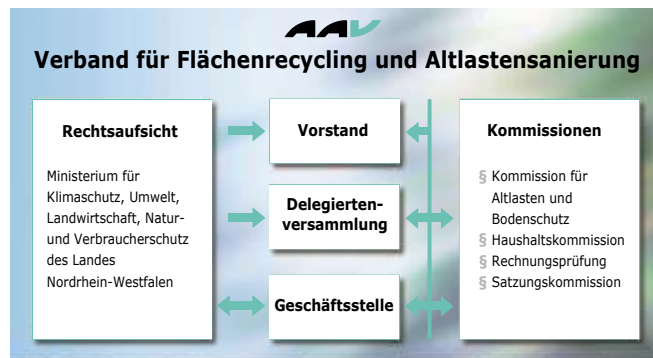 AAV
Verband für Flächenrecycling und Altlastensanierung
Rechtsaufsicht
Ministerium für
Klimaschutz, Umwelt,
Landwirtschaft, Natur-
und Verbraucherschutz
des Landes
Nordrhein-Westfalen
Vorstand
Delegierten-
versammlung
Geschäftsstelle
Kommissionen
§ Kommission für
Altlasten und
Bodenschutz
§ Haushaltskommission
§ Rechnungsprüfung
§ Satzungskommission